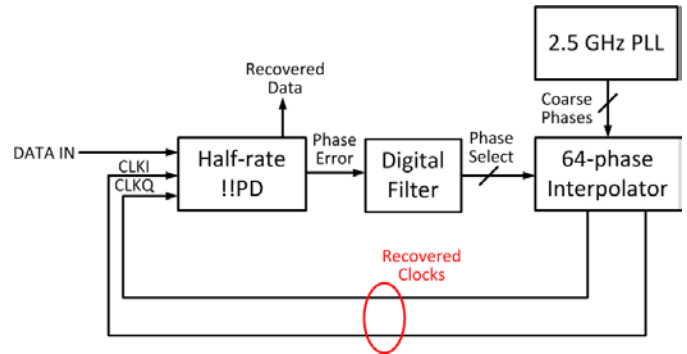 2.5 GHz PLL
Recovered
Data
Coarse
Phases
DATA IN
CLKI
CLKQ
Half-rate
!!PD
Phase
Error
Digital
Filter
Phase
Select
64-phase
Interpolator
Recovered
Clocks